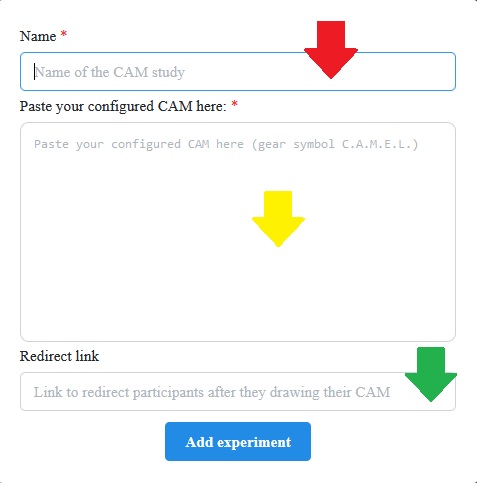 Name *
Name of the CAM study
Paste your configured CAM here: *
Paste your configured CAM here (gear symbol C.A.M.E.L.)
Redirect link
Link to redirect participants after they drawing their CAM
Add experiment